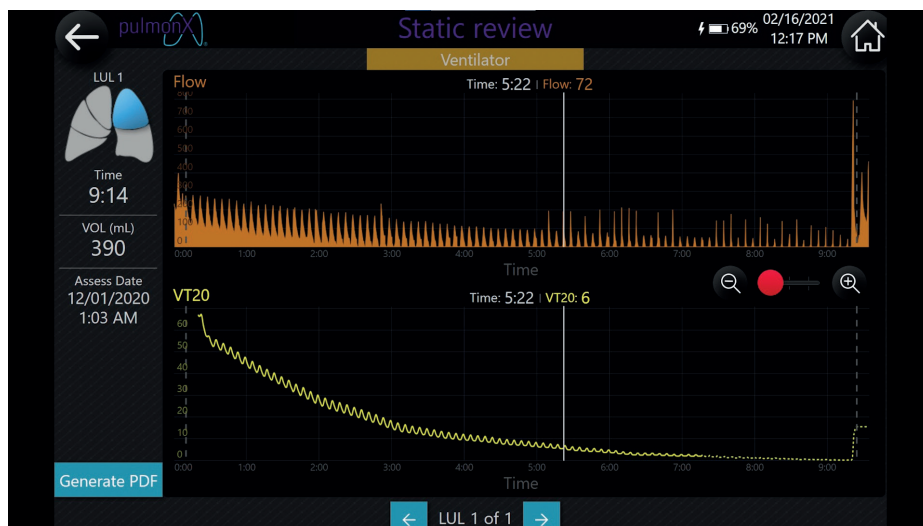 pulmonx
Static review
69%
02/16/2021
12:17 PM
Ventilator
LUL 1
Time
9:14
VOL (mL)
390
Assess Date
12/01/2020
1:03 AM
Generate PDF
Flow
Time: 5:22 | Flow: 72
800
700
600
500
400
300
200
100
0
0:00 1:00 2:00 3:00 4:00 5:00 6:00 7:00 8:00 9:00
Time
VT20
Time: 5:22 | VT20: 6
60
50
40
30
20
10
0
0:00 1:00 2:00 3:00 4:00 5:00 6:00 7:00 8:00 9:00
Time
LUL 1 of 1